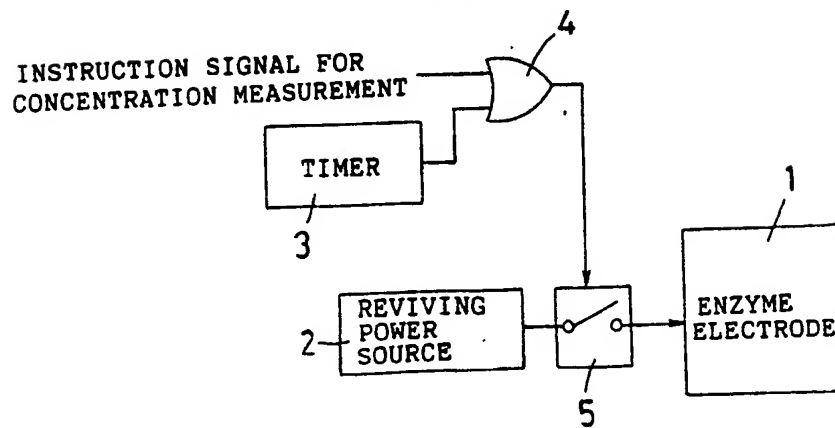 4
INSTRUCTION SIGNAL FOR
CONCENTRATION MEASUREMENT
TIMER
3
1
REVIVING
POWER
SOURCE
2
ENZYME
ELECTRODE
5